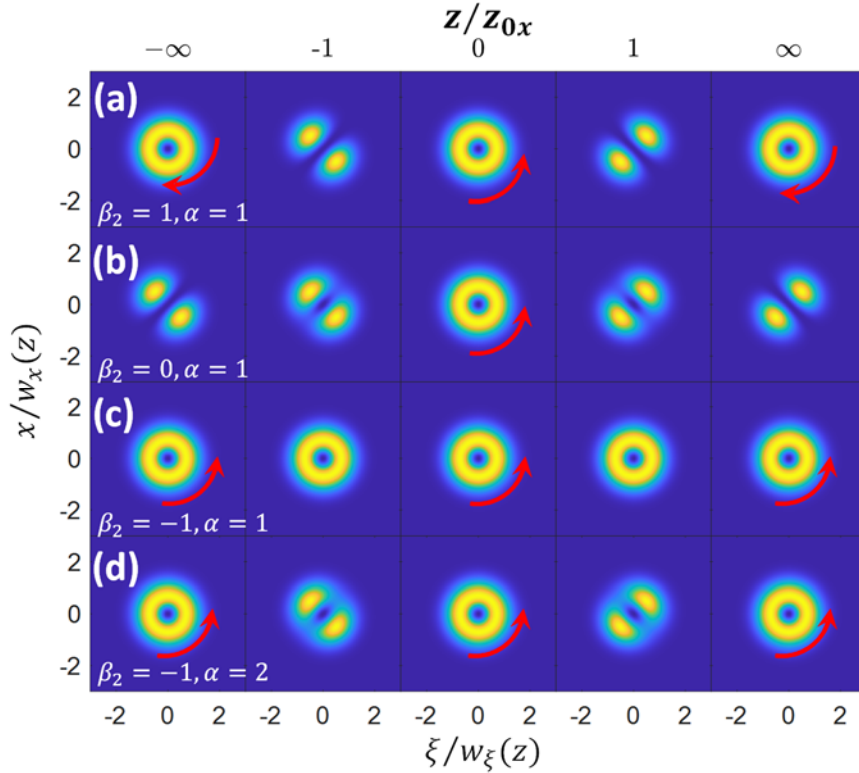 z/z₀ₓ
−∞ -1 0 1 ∞
(a)
2
0
-2
β₂ = 1, α = 1
(b)
2
0
-2
β₂ = 0, α = 1
(c)
2
0
-2
β₂ = −1, α = 1
(d)
2
0
-2
β₂ = −1, α = 2
x/wₓ(z)
-2 0 2 -2 0 2 -2 0 2 -2 0 2 -2 0 2
ξ/w_ξ(z)